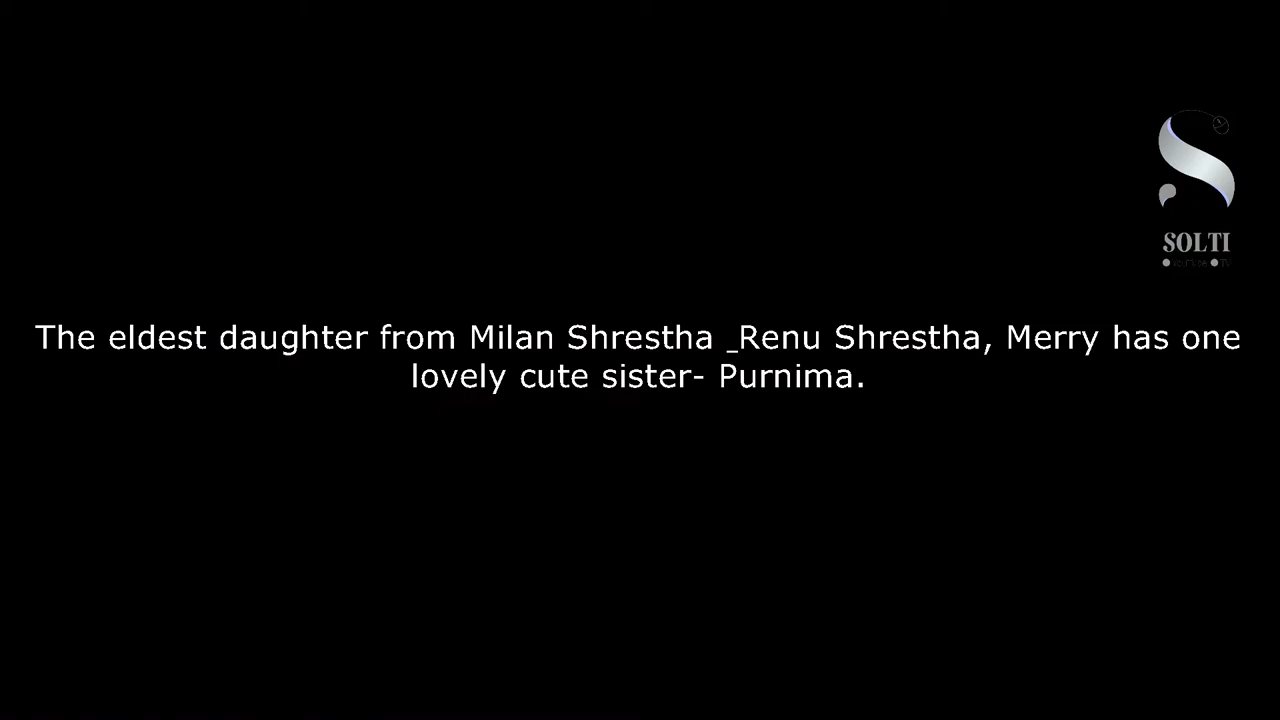 SOLTI
The eldest daughter from Milan Shrestha _Renu Shrestha, Merry has one
lovely cute sister- Purnima.